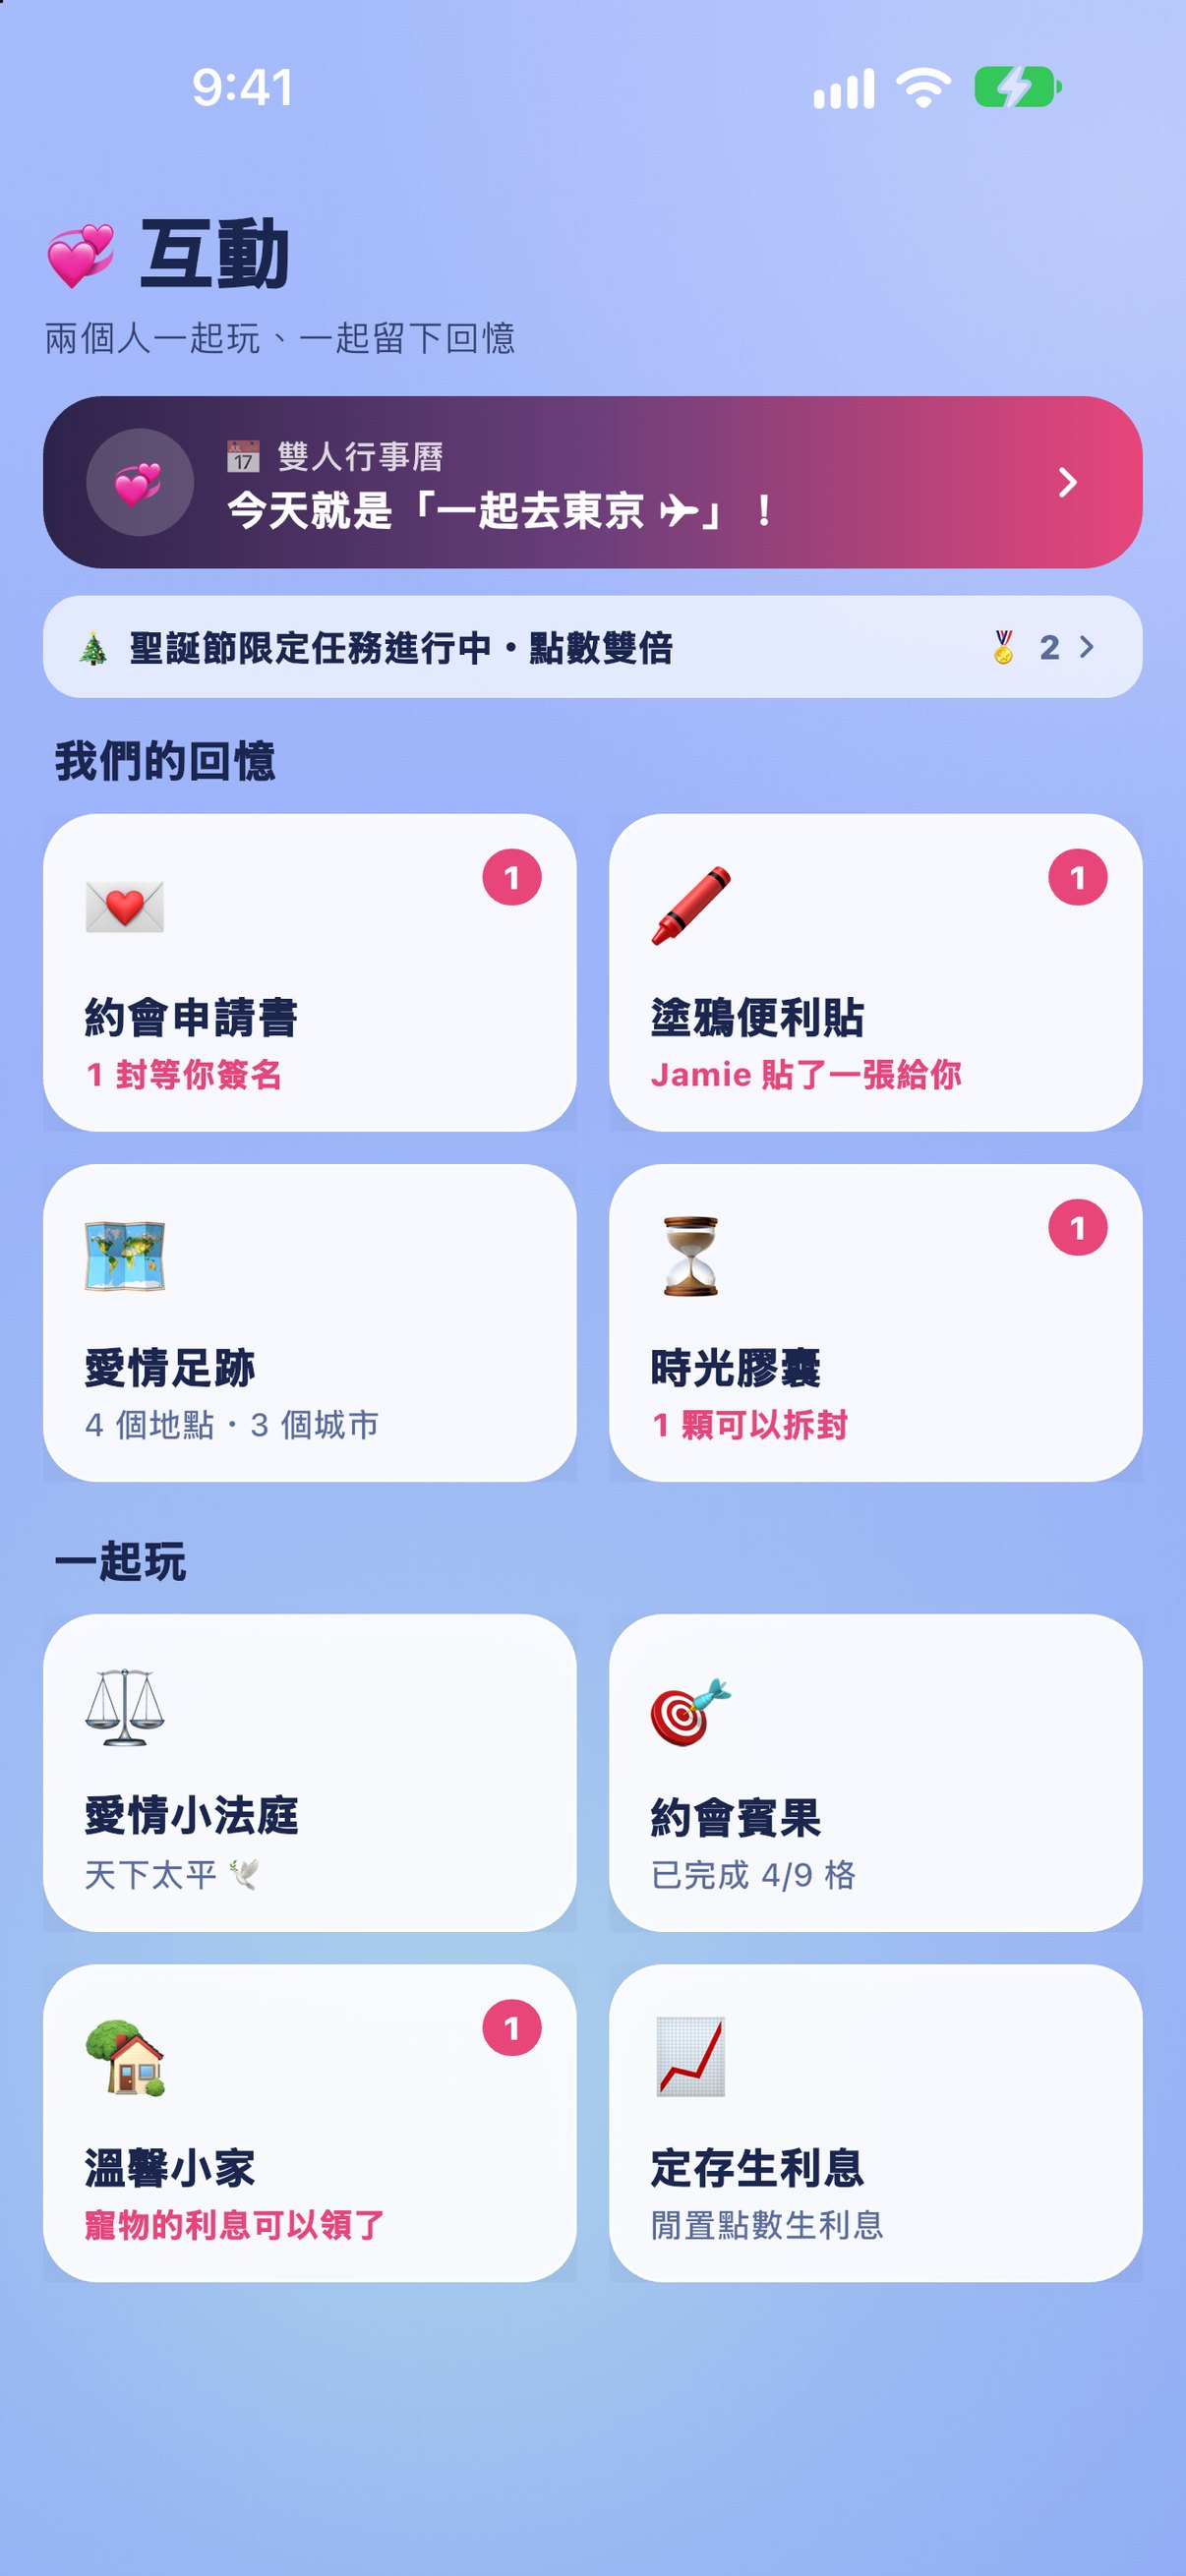 9:41
💞 互動
兩個人一起玩、一起留下回憶
📅 雙人行事曆
今天就是「一起去東京 ✈」！
🎄 聖誕節限定任務進行中・點數雙倍
🏅 2
我們的回憶
1
約會申請書
1 封等你簽名
1
塗鴉便利貼
Jamie 貼了一張給你
愛情足跡
4 個地點・3 個城市
1
時光膠囊
1 顆可以拆封
一起玩
愛情小法庭
天下太平 🕊️
約會賓果
已完成 4/9 格
1
溫馨小家
寵物的利息可以領了
定存生利息
閒置點數生利息